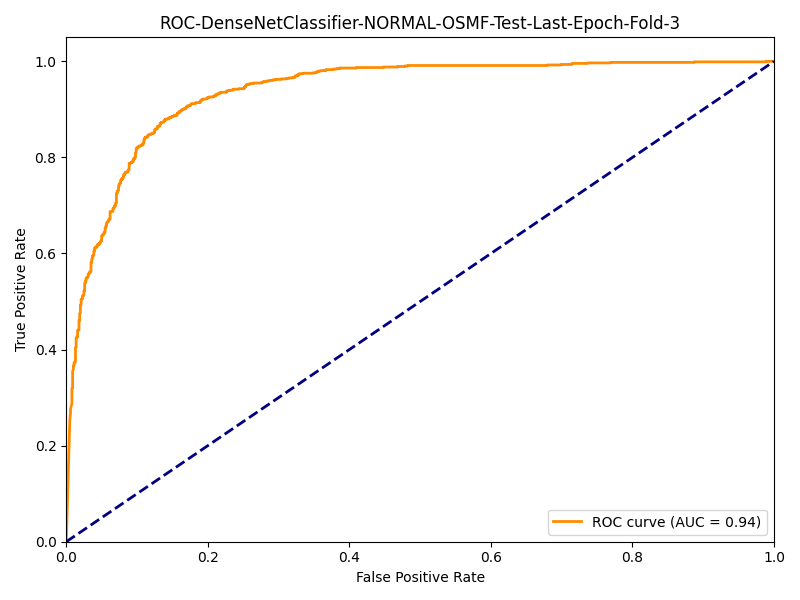 ROC-DenseNetClassifier-NORMAL-OSMF-Test-Last-Epoch-Fold-3
1.0
0.8
0.6
0.4
0.2
0.0
True Positive Rate
ROC curve (AUC = 0.94)
0.0 0.2 0.4 0.6 0.8 1.0
False Positive Rate